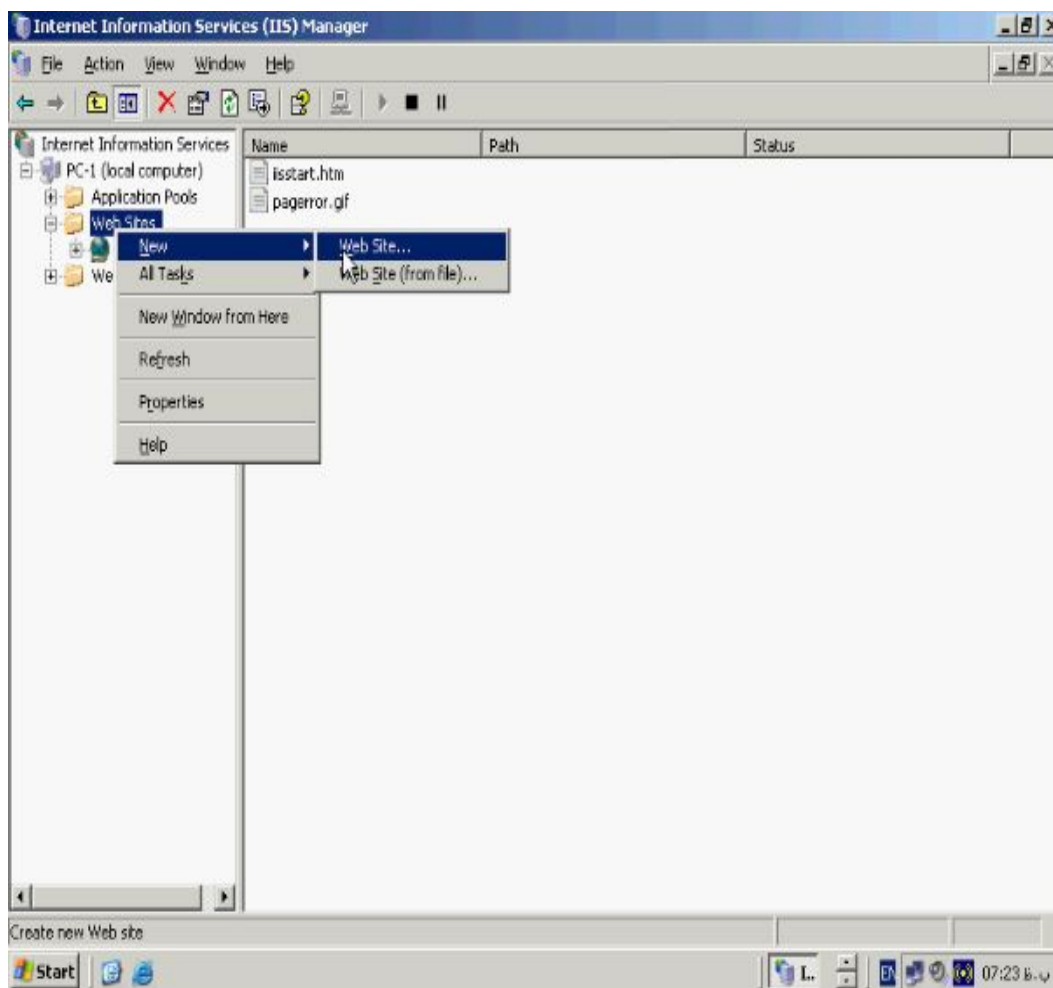 Internet Information Services (IIS) Manager
File Action View Window Help
Internet Information Services
Name Path Status
PC-1 (local computer)
iisstart.htm
Application Pools
pagerror.gif
Web Sites
New
Web Site...
We
All Tasks
Web Site (from file)...
New Window from Here
Refresh
Properties
Help
Create new Web site
Start
I...
EN
07:23 ب.ظ